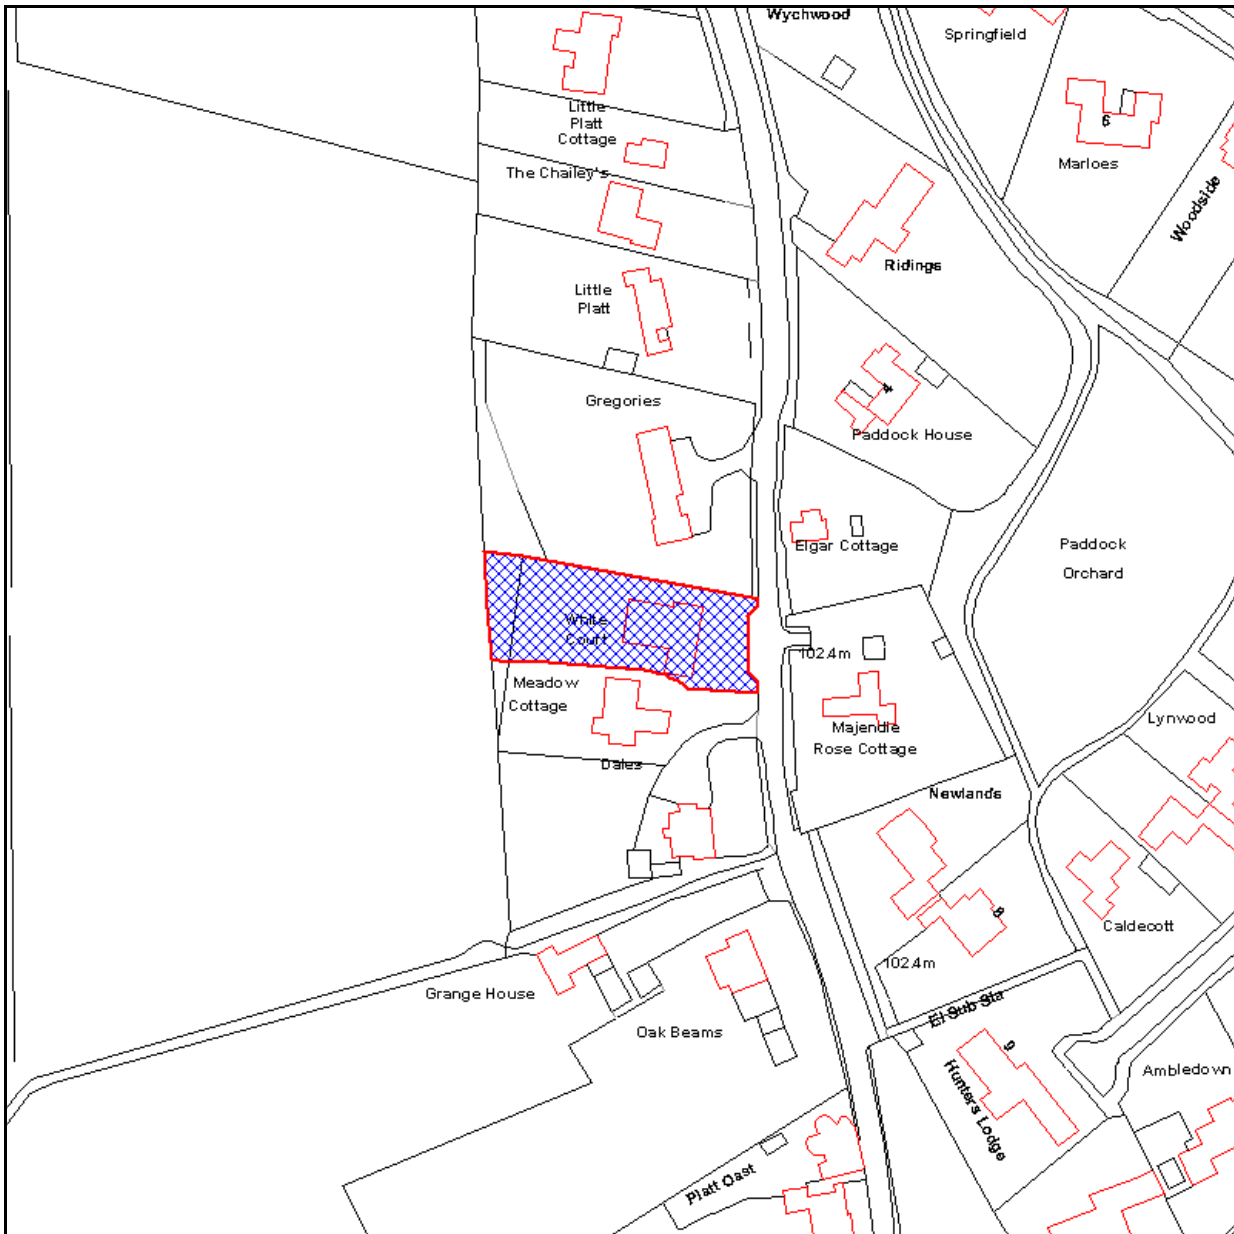 Wychwood
Springfield
Little
Platt
Cottage
6
Marloes
The Chailey's
Woodside
Ridings
Little
Platt
4
Gregories
Paddock House
Elgar Cottage
Paddock
Orchard
White
Court
102.4m
Meadow
Cottage
Majendie
Rose Cottage
Lynwood
Dales
Newlands
8
Caldecott
102.4m
Grange House
El Sub Sta
Oak Beams
9
Hunters Lodge
Ambledown
Platt Oast